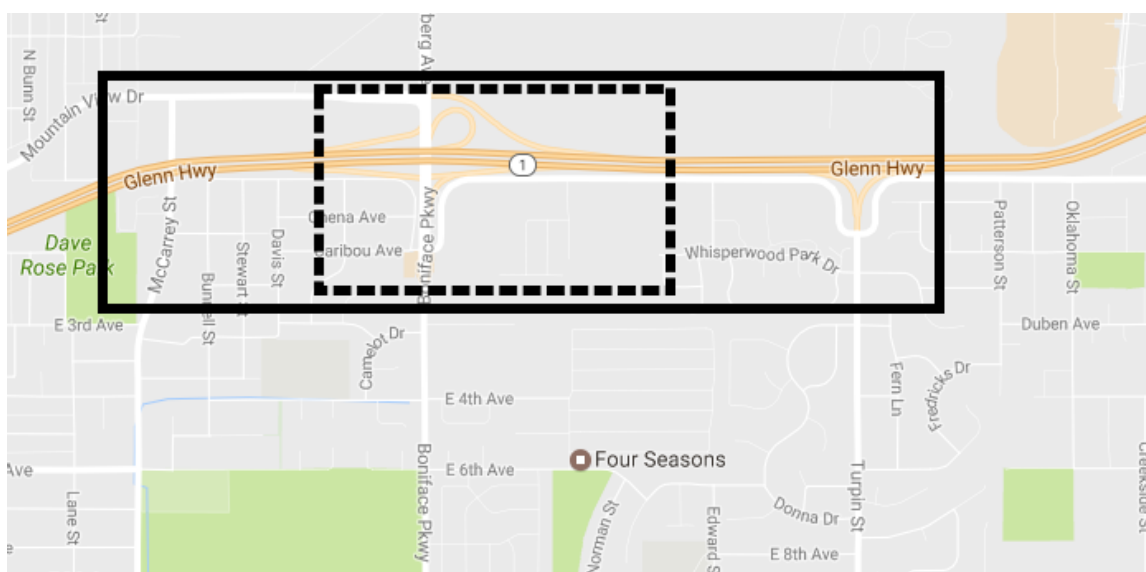 N Bunn St
Mountain View Dr
berg Ave
Glenn Hwy
1
Glenn Hwy
Dave
Rose Park
McCarrey St
Stewart St
Davis St
Bunnell St
Chena Ave
Caribou Ave
Boniface Pkwy
Whisperwood Park Dr
Patterson St
Oklahoma St
E 3rd Ave
Camelot Dr
Duben Ave
Fern Ln
Fredricks Dr
E 4th Ave
Four Seasons
E 6th Ave
Boniface Pkwy
Ave
Lane St
Norman St
Edward S
Donna Dr
Turpin St
E 8th Ave
Creekside St